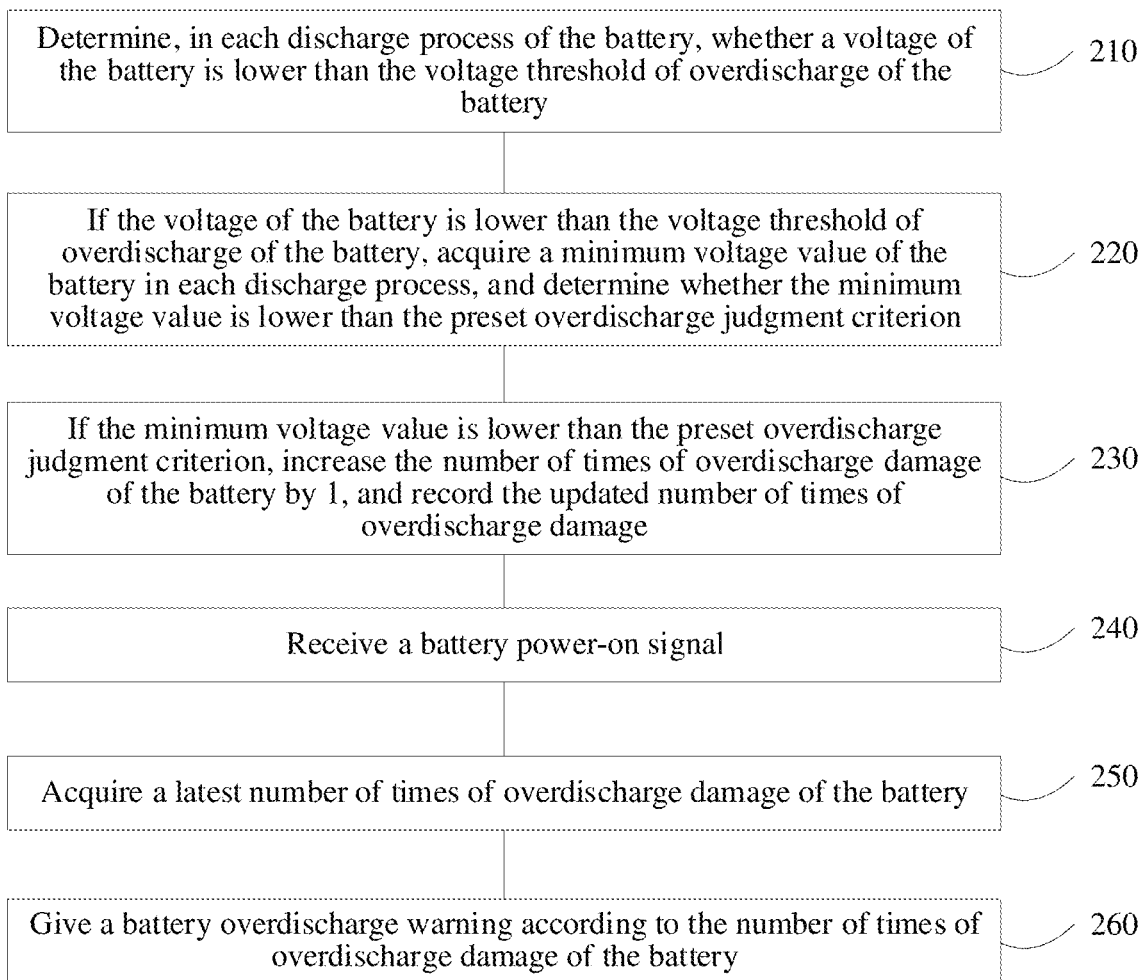 Determine, in each discharge process of the battery, whether a voltage of
the battery is lower than the voltage threshold of overdischarge of the
battery
210
If the voltage of the battery is lower than the voltage threshold of
overdischarge of the battery, acquire a minimum voltage value of the
battery in each discharge process, and determine whether the minimum
voltage value is lower than the preset overdischarge judgment criterion
220
If the minimum voltage value is lower than the preset overdischarge
judgment criterion, increase the number of times of overdischarge damage
of the battery by 1, and record the updated number of times of
overdischarge damage
230
Receive a battery power-on signal
240
Acquire a latest number of times of overdischarge damage of the battery
250
Give a battery overdischarge warning according to the number of times of
overdischarge damage of the battery
260